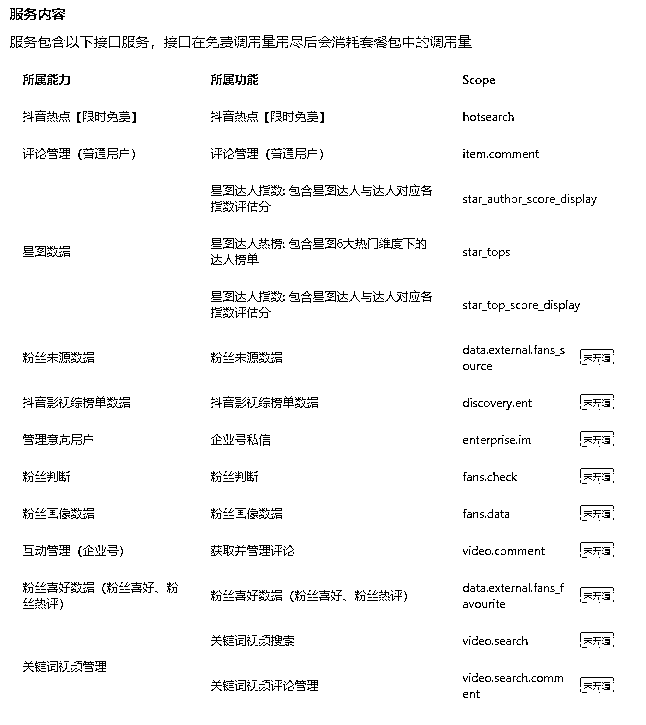 服务内容
服务包含以下接口服务，接口在免费调用量用尽后会消耗套餐包中的调用量
所属能力 所属功能 Scope
抖音热点【限时免费】 抖音热点【限时免费】 hotsearch
评论管理（普通用户） 评论管理（普通用户） item.comment
星图达人指数: 包含星图达人与达人对应各
指数评估分
star_author_score_display
星图数据
星图达人热榜: 包含星图6大热门维度下的
达人榜单
star_tops
星图达人指数: 包含星图达人与达人对应各
指数评估分
star_top_score_display
粉丝来源数据 粉丝来源数据
data.external.fans_s
ource
未开通
抖音影视综榜单数据 抖音影视综榜单数据 discovery.ent 未开通
管理意向用户 企业号私信 enterprise.im 未开通
粉丝判断 粉丝判断 fans.check 未开通
粉丝画像数据 粉丝画像数据 fans.data 未开通
互动管理（企业号） 获取并管理评论 video.comment 未开通
粉丝喜好数据（粉丝喜好、粉
丝热评）
粉丝喜好数据（粉丝喜好、粉丝热评）
data.external.fans_f
avourite
未开通
关键词视频管理
关键词视频搜索 video.search 未开通
关键词视频评论管理
video.search.comm
ent
未开通